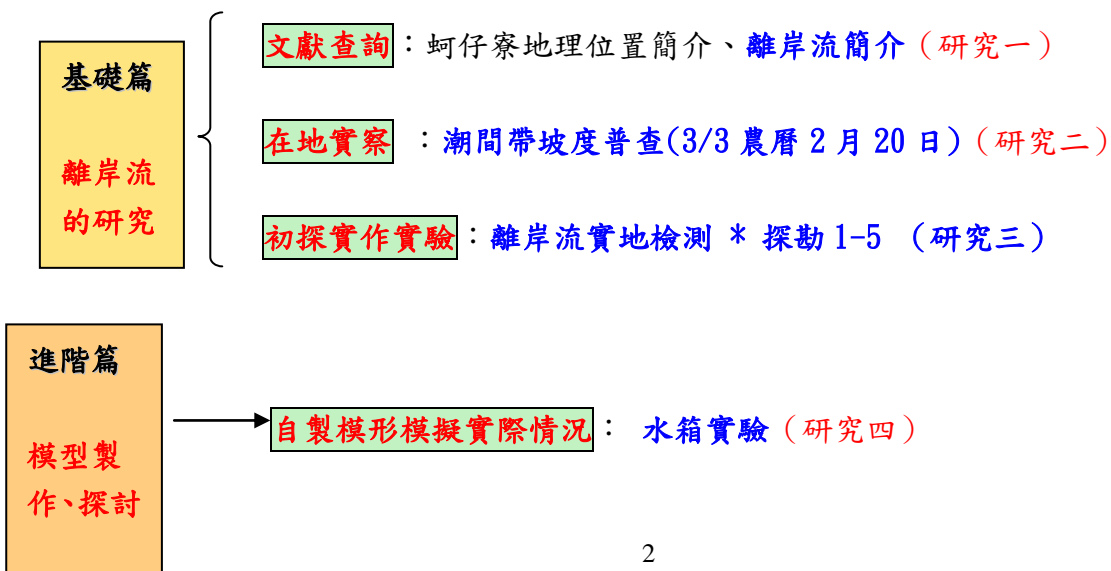 基礎篇
離岸流
的研究
文獻查詢：蚵仔寮地理位置簡介、離岸流簡介（研究一）
在地實察 ：潮間帶坡度普查(3/3 農曆 2 月 20 日)（研究二）
初探實作實驗：離岸流實地檢測 * 探勘 1-5 （研究三）
進階篇
模型製
作、探討
自製模形模擬實際情況： 水箱實驗（研究四）
2